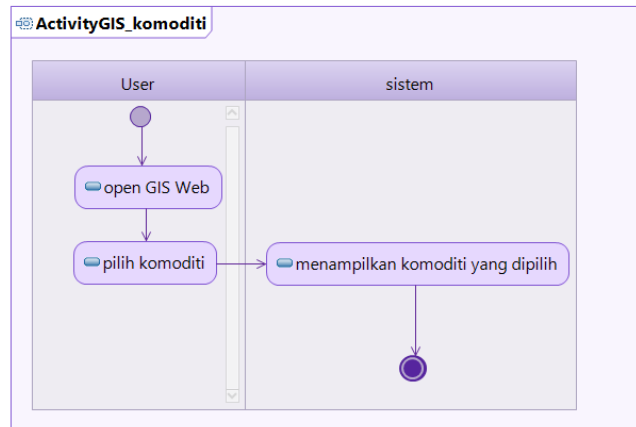 ActivityGIS_komoditi
User
sistem
open GIS Web
pilih komoditi
menampilkan komoditi yang dipilih